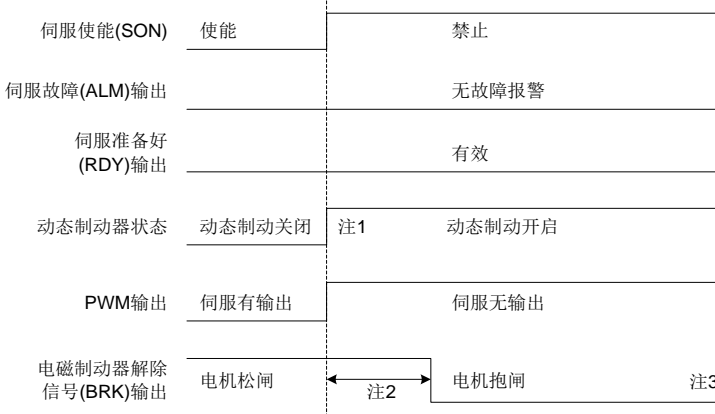 伺服使能(SON) 使能 禁止
伺服故障(ALM)输出 无故障报警
伺服准备好
(RDY)输出 有效
动态制动器状态 动态制动关闭 注1 动态制动开启
PWM输出 伺服有输出 伺服无输出
电磁制动器解除
信号(BRK)输出 电机松闸 注2 电机抱闸 注3